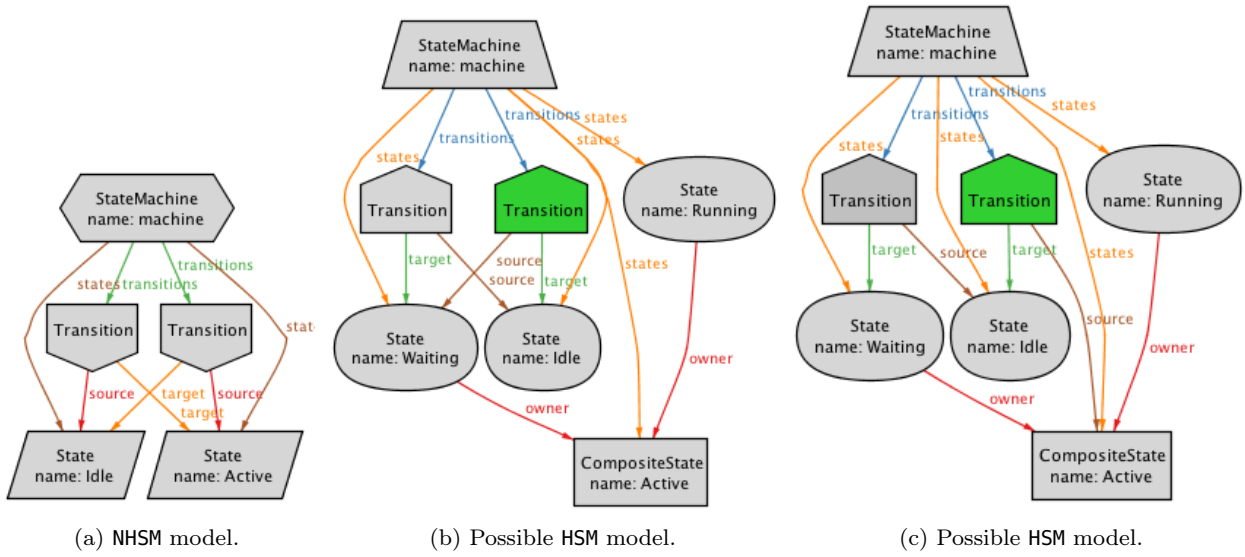 StateMachine
name: machine
transitions
states
transitions
Transition
Transition
stat
source
target
source
target
State
name: Idle
State
name: Active
(a) NHSM model.
StateMachine
name: machine
transitions
states
transitions
states
states
Transition
Transition
State
name: Running
target
source
source
target
states
State
name: Waiting
State
name: Idle
owner
owner
CompositeState
name: Active
(b) Possible HSM model.
StateMachine
name: machine
transitions
states
transitions
states
states
Transition
Transition
State
name: Running
target
source
target
states
State
name: Waiting
State
name: Idle
source
owner
owner
CompositeState
name: Active
(c) Possible HSM model.